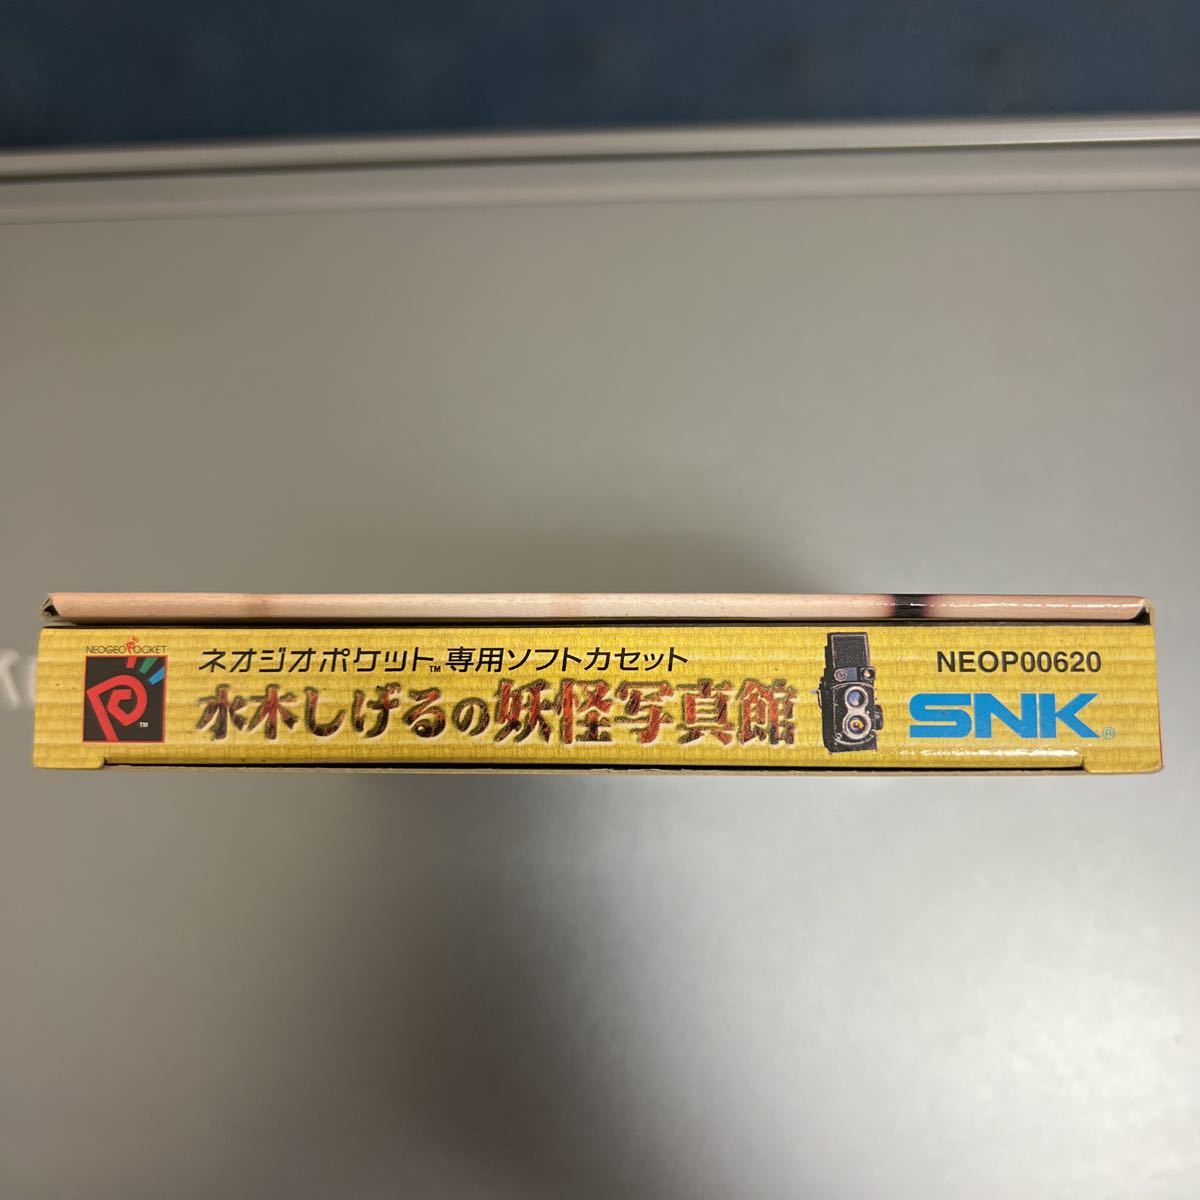 NEOGEO POCKET
TM
ネオジオポケット™専用ソフトカセット
水木しげるの妖怪写真館
NEOP00620
SNK®